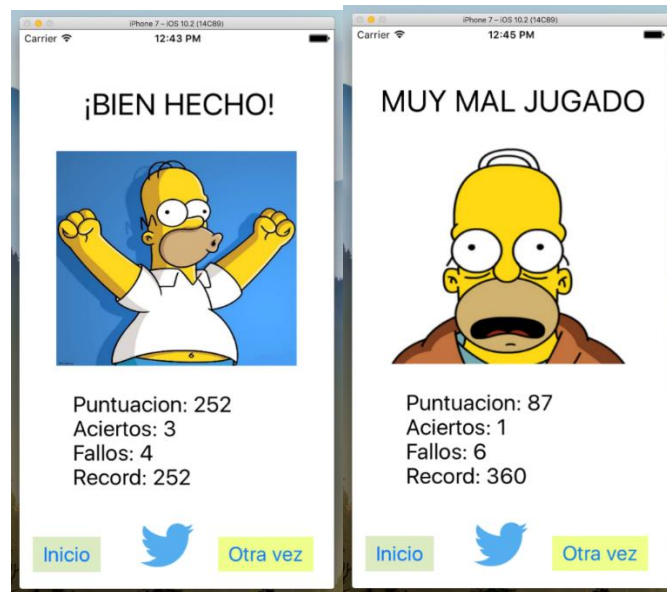 iPhone 7 – iOS 10.2 (14C89)
Carrier 12:43 PM
¡BIEN HECHO!
Puntuacion: 252
Aciertos: 3
Fallos: 4
Record: 252
Inicio
Otra vez
iPhone 7 – iOS 10.2 (14C89)
Carrier 12:45 PM
MUY MAL JUGADO
Puntuacion: 87
Aciertos: 1
Fallos: 6
Record: 360
Inicio
Otra vez